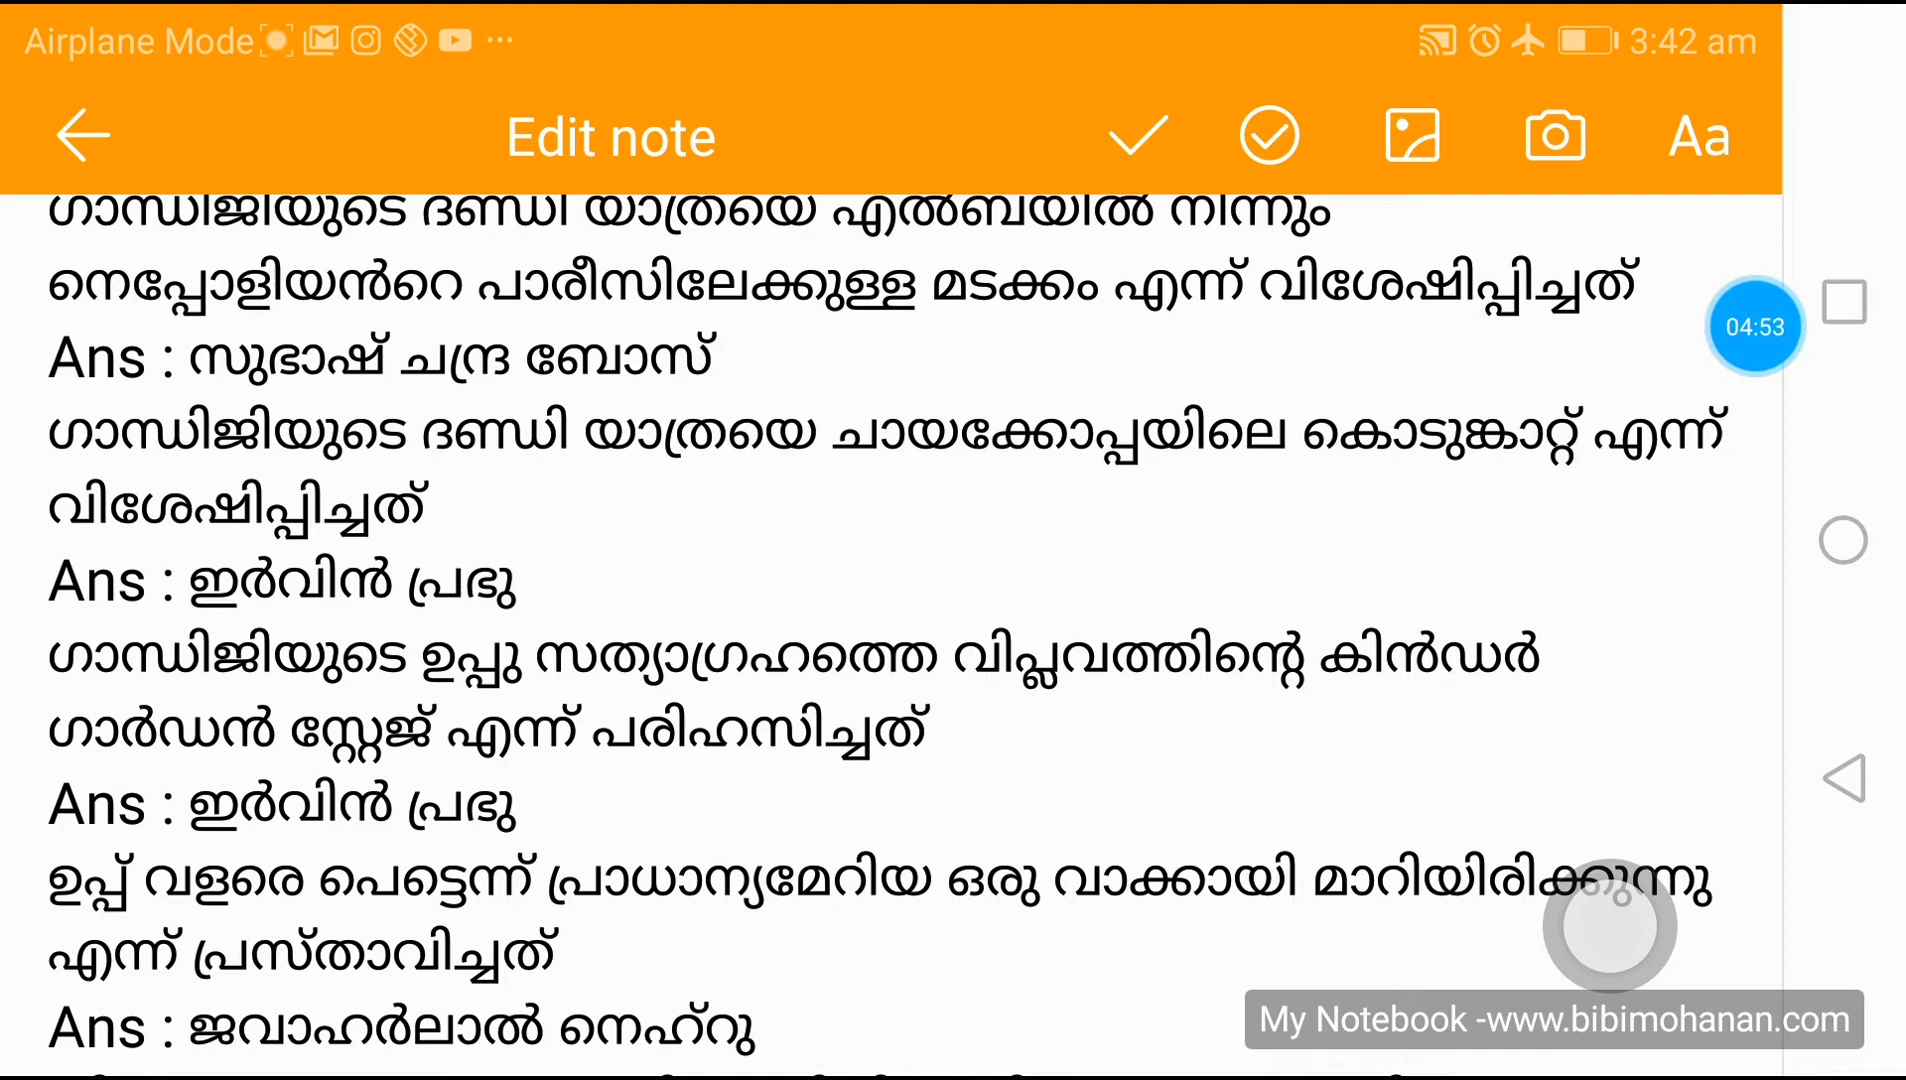 Airplane Mode ... 3:42 am
Edit note Aa
ഗാന്ധിജിയുടെ ദണ്ഡി യാത്രയെ എൽബയിൽ നിന്നും
നെപ്പോളിയൻറെ പാരീസിലേക്കുള്ള മടക്കം എന്ന് വിശേഷിപ്പിച്ചത്
04:53
Ans : സുഭാഷ് ചന്ദ്ര ബോസ്
ഗാന്ധിജിയുടെ ദണ്ഡി യാത്രയെ ചായക്കോപ്പയിലെ കൊടുങ്കാറ്റ് എന്ന്
വിശേഷിപ്പിച്ചത്
Ans : ഇർവിൻ പ്രഭു
ഗാന്ധിജിയുടെ ഉപ്പു സത്യാഗ്രഹത്തെ വിപ്ലവത്തിന്റെ കിൻഡർ
ഗാർഡൻ സ്റ്റേജ് എന്ന് പരിഹസിച്ചത്
Ans : ഇർവിൻ പ്രഭു
ഉപ്പ് വളരെ പെട്ടെന്ന് പ്രാധാന്യമേറിയ ഒരു വാക്കായി മാറിയിരിക്കുന്നു
എന്ന് പ്രസ്താവിച്ചത്
Ans : ജവാഹർലാൽ നെഹ്റു
My Notebook -www.bibimohanan.com